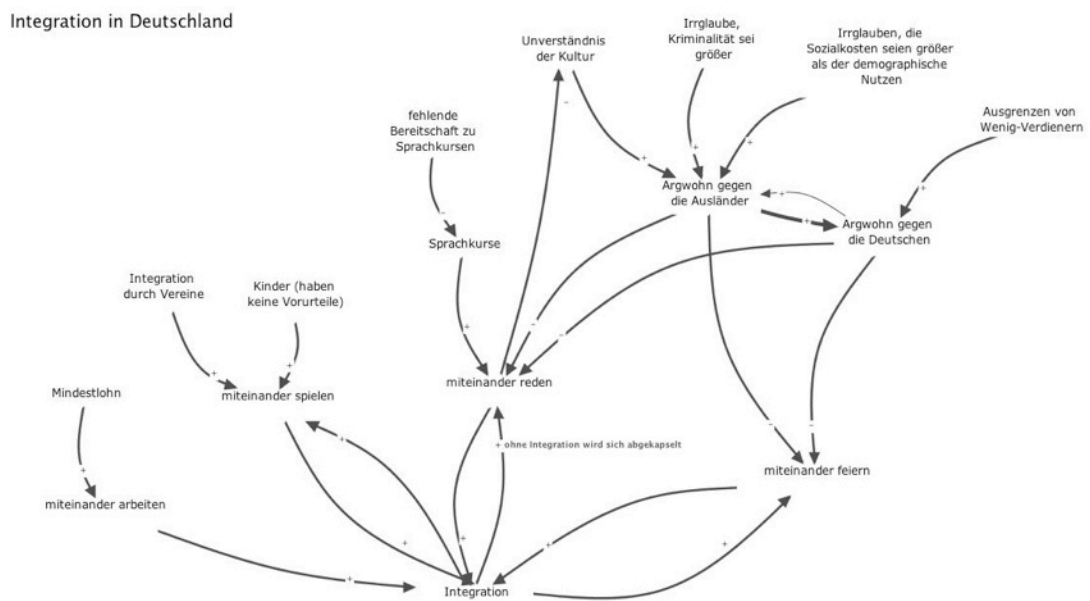 Integration in Deutschland
Unverständnis
der Kultur
Irrglaube,
Kriminalität sei
größer
Irrglauben, die
Sozialkosten seien größer
als der demographische
Nutzen
fehlende
Bereitschaft zu
Sprachkursen
Ausgrenzen von
Wenig-Verdienern
Argwohn gegen
die Ausländer
Argwohn gegen
die Deutschen
Sprachkurse
Integration
durch Vereine
Kinder (haben
keine Vorurteile)
miteinander reden
Mindestlohn
miteinander spielen
+ ohne Integration wird sich abgekapselt
miteinander feiern
miteinander arbeiten
Integration